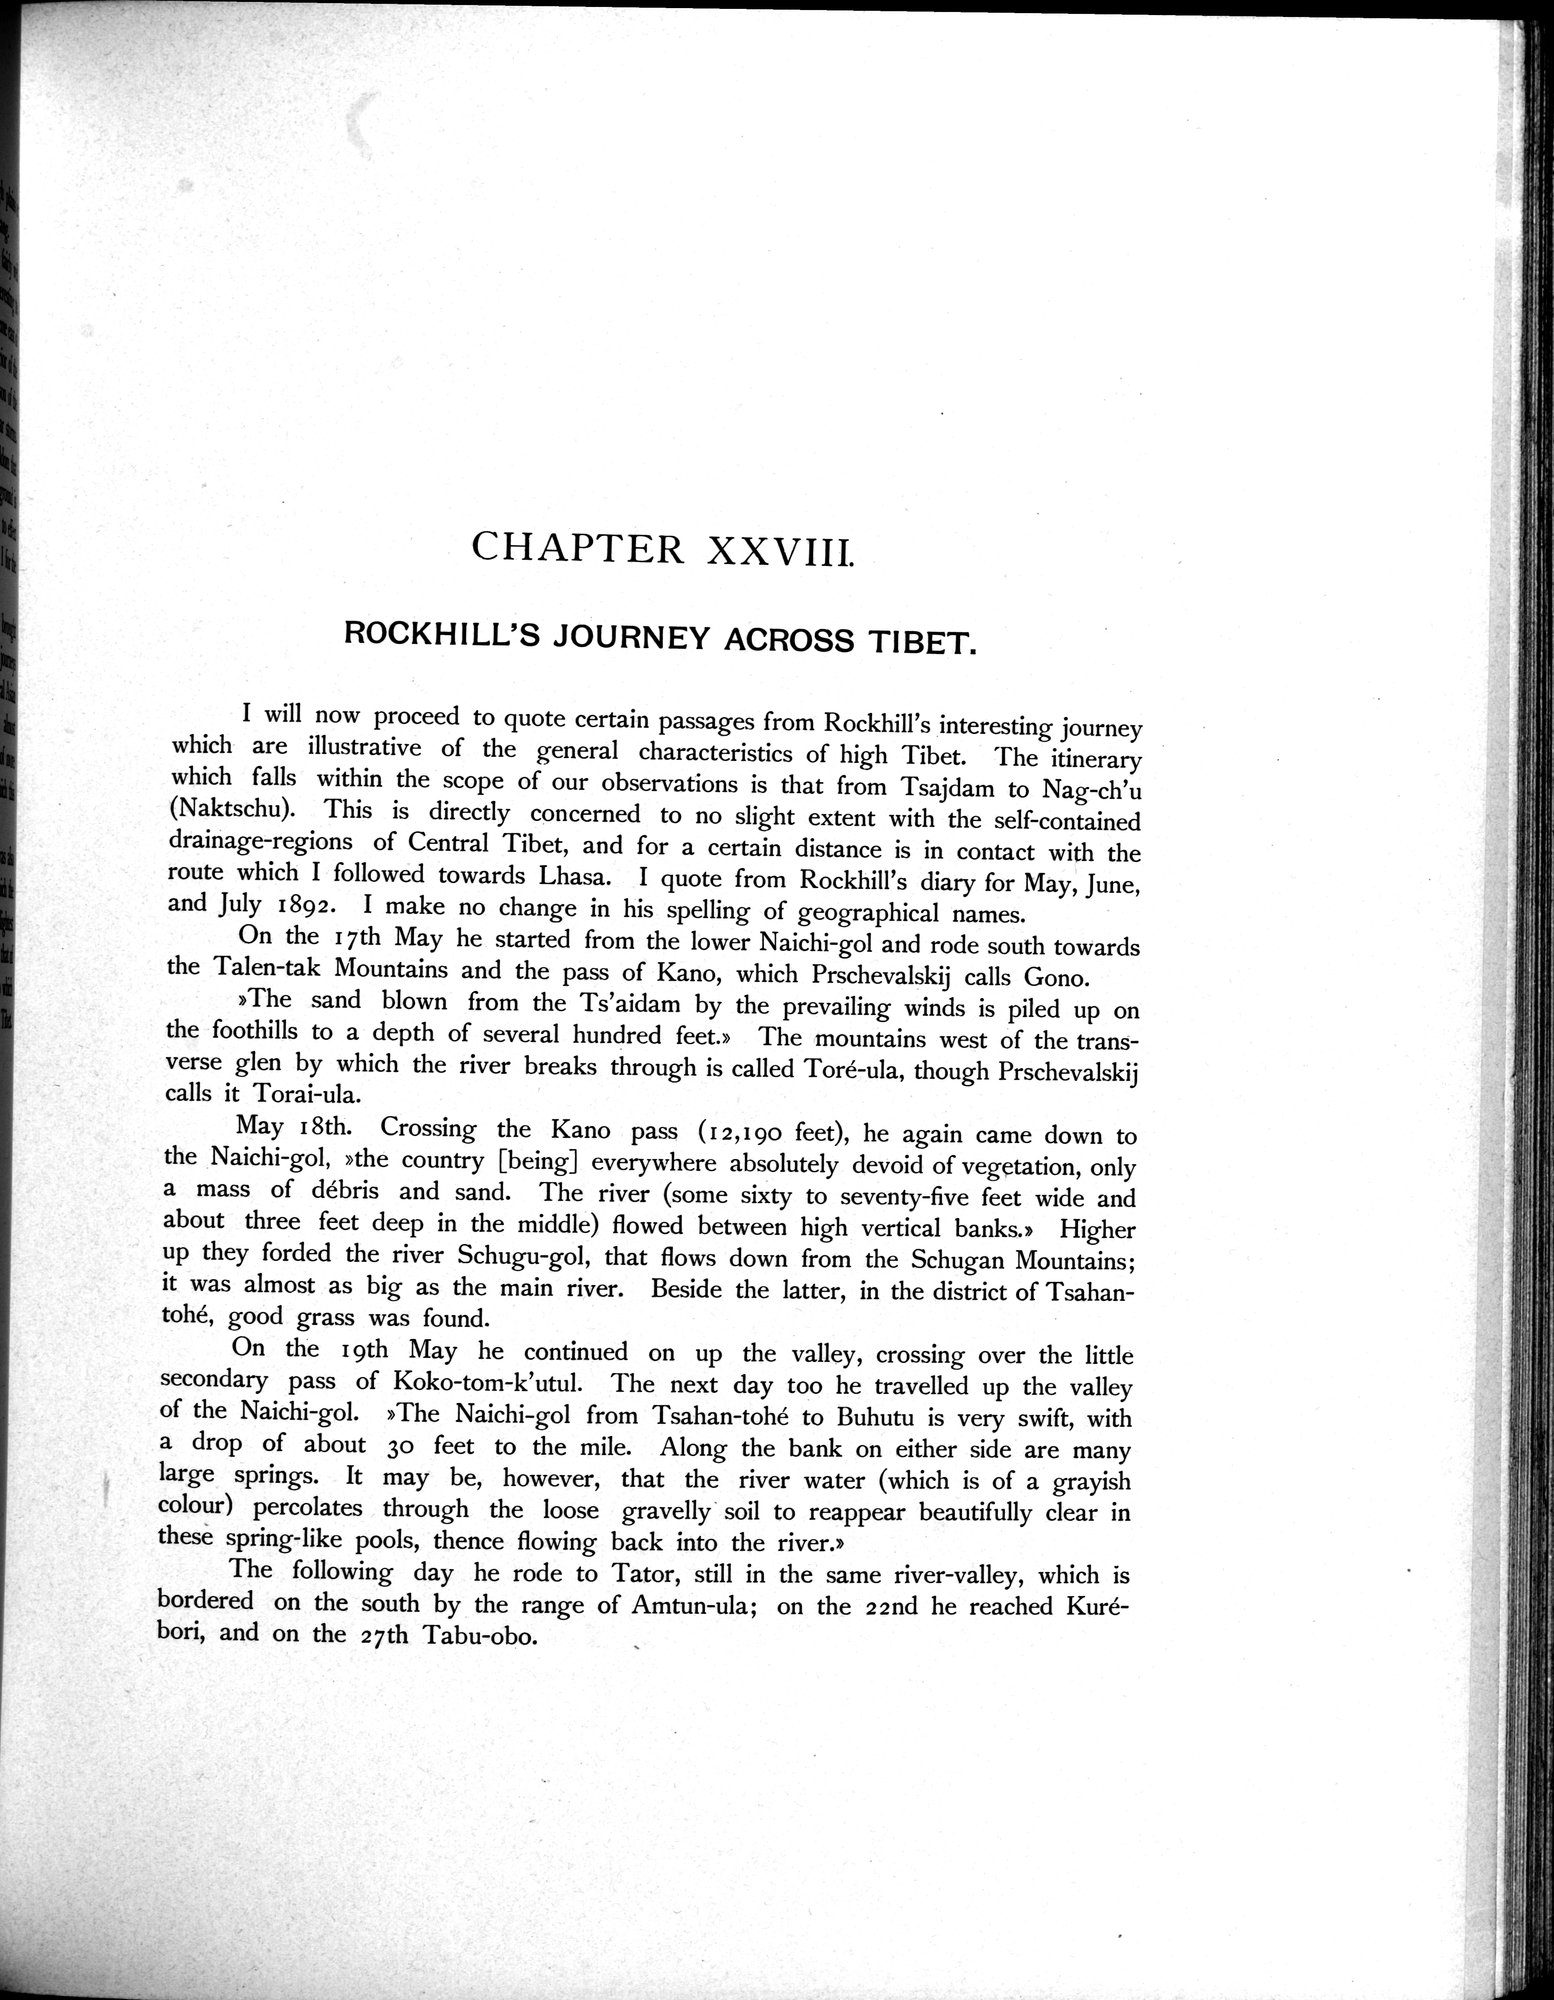 CHAPTER XXVIII.
ROCKHILL'S JOURNEY ACROSS TIBET.
I will now proceed to quote certain passages from Rockhill's interesting journey
which are illustrative of the general characteristics of high Tibet. The itinerary
which falls within the scope of our observations is that from Tsajdam to Nag-ch'u
(Naktschu). This is directly concerned to no slight extent with the self-contained
drainage-regions of Central Tibet, and for a certain distance is in contact with the
route which I followed towards Lhasa. I quote from Rockhill's diary for May, June,
and July 1892. I make no change in his spelling of geographical names.
On the 17th May he started from the lower Naichi-gol and rode south towards
the Talen-tak Mountains and the pass of Kano, which Prschevalskij calls Gono.
»The sand blown from the Ts'aidam by the prevailing winds is piled up on
the foothills to a depth of several hundred feet.» The mountains west of the trans-
verse glen by which the river breaks through is called Toré-ula, though Prschevalskij
calls it Torai-ula.
May 18th. Crossing the Kano pass (12,190 feet), he again came down to
the Naichi-gol, »the country [being] everywhere absolutely devoid of vegetation, only
a mass of débris and sand. The river (some sixty to seventy-five feet wide and
about three feet deep in the middle) flowed between high vertical banks.» Higher
up they forded the river Schugu-gol, that flows down from the Schugan Mountains;
it was almost as big as the main river. Beside the latter, in the district of Tsahan-
tohé, good grass was found.
On the 19th May he continued on up the valley, crossing over the little
secondary pass of Koko-tom-k'utul. The next day too he travelled up the valley
of the Naichi-gol. »The Naichi-gol from Tsahan-tohé to Buhutu is very swift, with
a drop of about 30 feet to the mile. Along the bank on either side are many
large springs. It may be, however, that the river water (which is of a grayish
colour) percolates through the loose gravelly soil to reappear beautifully clear in
these spring-like pools, thence flowing back into the river.»
The following day he rode to Tator, still in the same river-valley, which is
bordered on the south by the range of Amtun-ula; on the 22nd he reached Kuré-
bori, and on the 27th Tabu-obo.